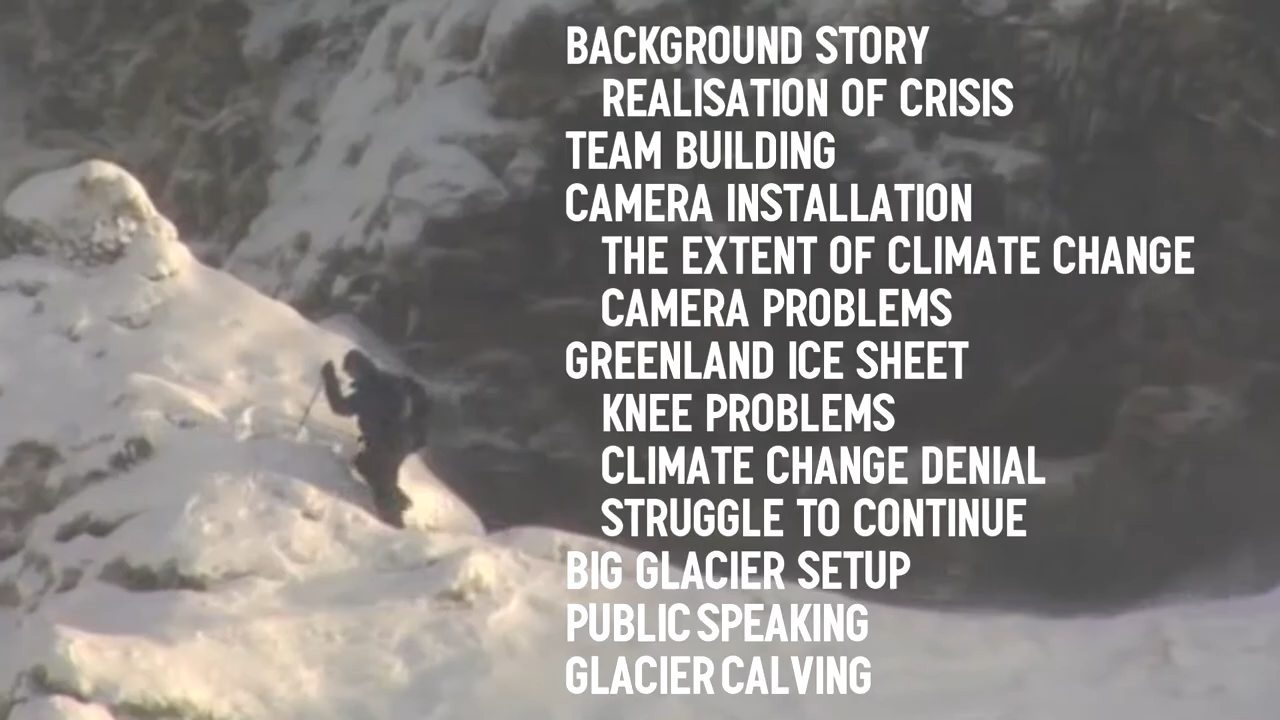 BACKGROUND STORY
REALISATION OF CRISIS
TEAM BUILDING
CAMERA INSTALLATION
THE EXTENT OF CLIMATE CHANGE
CAMERA PROBLEMS
GREENLAND ICE SHEET
KNEE PROBLEMS
CLIMATE CHANGE DENIAL
STRUGGLE TO CONTINUE
BIG GLACIER SETUP
PUBLIC SPEAKING
GLACIER CALVING